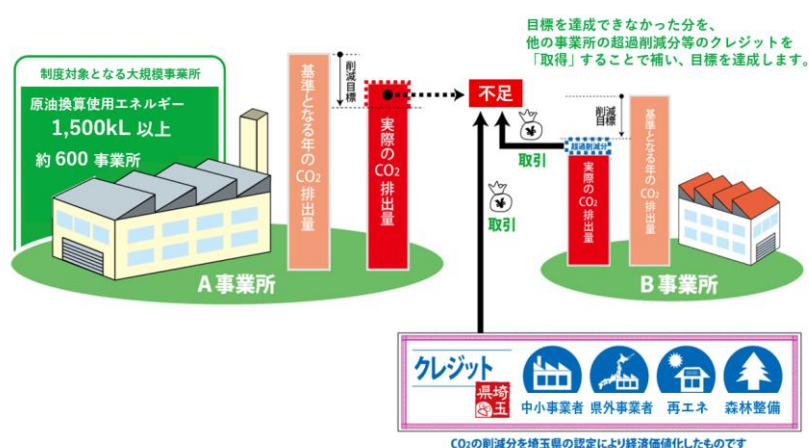 目標を達成できなかった分を、
他の事業所の超過削減分等のクレジットを
「取得」することで補い、目標を達成します。
制度対象となる大規模事業所
原油換算使用エネルギー
1,500kL 以上
約 600 事業所
基準となる年のCO₂排出量
削減目標
実際のCO₂排出量
A 事業所
不足
取引
取引
削減目標
超過削減分
実際のCO₂排出量
基準となる年のCO₂排出量
B 事業所
クレジット
埼玉県
中小事業者
県外事業者
再エネ
森林整備
CO₂の削減分を埼玉県の認定により経済価値化したものです